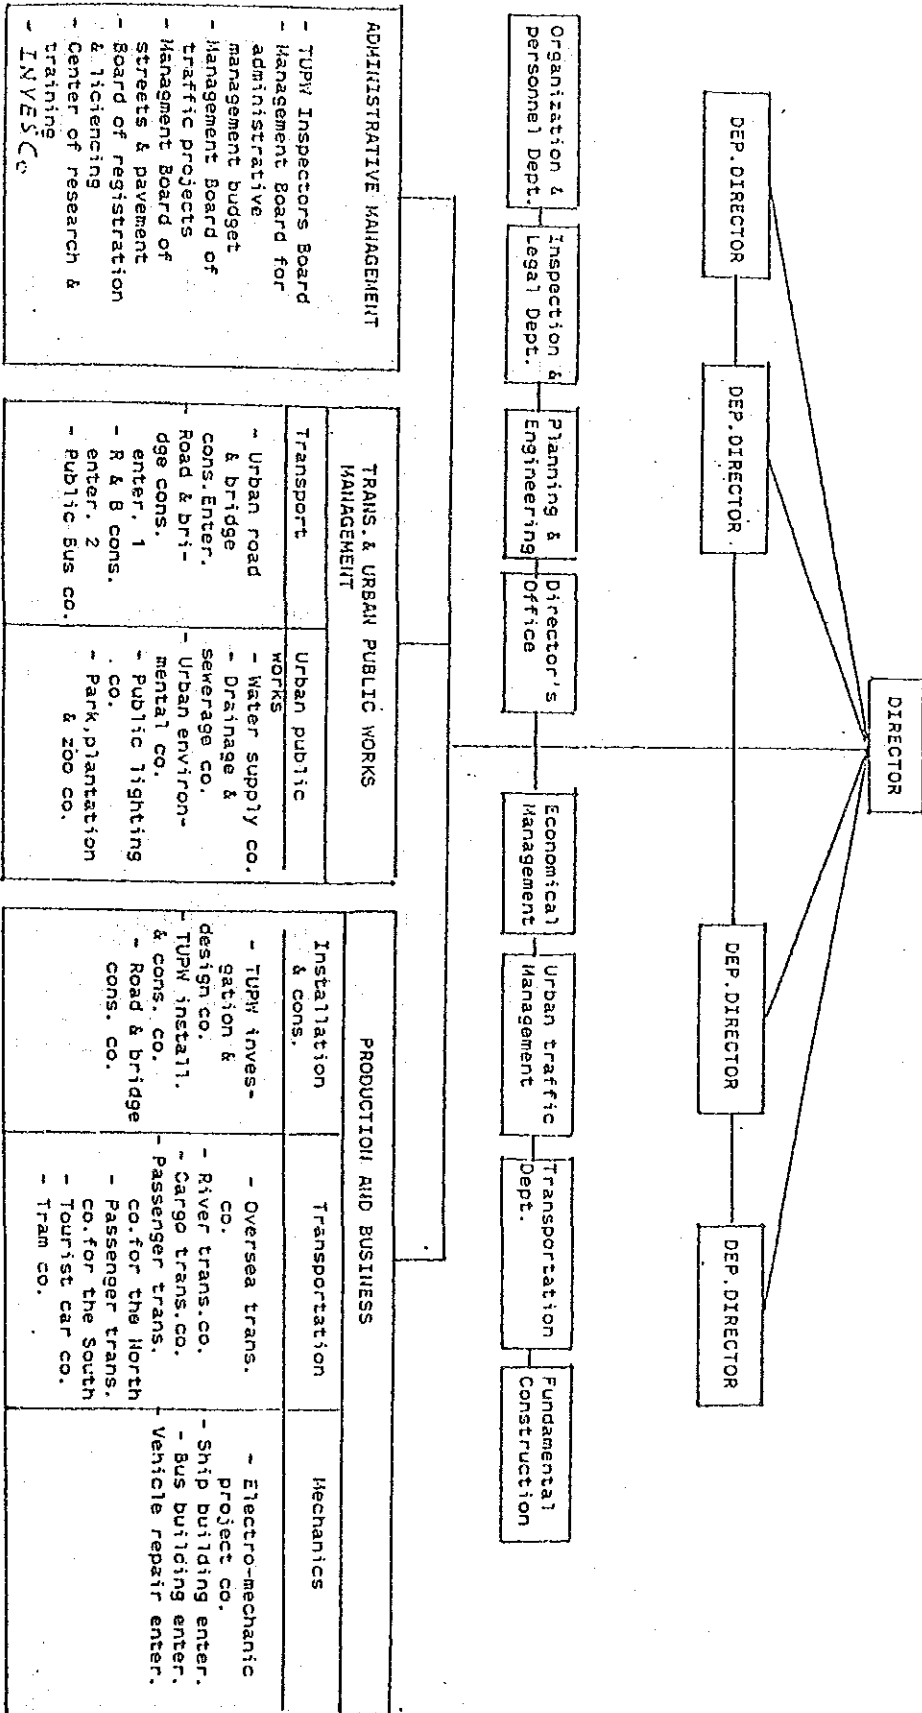 DIRECTOR
DEP.DIRECTOR
DEP.DIRECTOR
DEP.DIRECTOR
DEP.DIRECTOR
Organization &
personnel Dept.
Inspection &
Legal Dept.
Planning &
Engineering
Director's
Office
Economical
Management
Urban traffic
Management
Transportation
Dept.
Fundamental
Construction
ADMINISTRATIVE MANAGEMENT
- TUPW Inspectors Board
- Management Board for
administrative
management budget
- Management Board of
traffic projects
- Managment Board of
streets & pavement
- Board of registration
& liciencing
- Center of research &
training
- INVESCo
TRANS.& URBAN PUBLIC WORKS
MANAGEMENT
Transport
- Urban road
& bridge
cons.Enter.
- Road & bri-
dge cons.
enter. 1
- R & B cons.
enter. 2
- Public Bus co.
Urban public
works
- Water supply co.
- Drainage &
sewerage co.
- Urban environ-
mental co.
- Public lighting
co.
- Park,plantation
& zoo co.
PRODUCTION AND BUSINESS
Installation
& cons.
- TUPW inves-
gation &
design co.
- TUPW install.
& cons. co.
- Road & bridge
cons. co.
Transportation
- Oversea trans.
co.
- River trans.co.
- Cargo trans.co.
- Passenger trans.
co.for the North
- Passenger trans.
co.for the South
- Tourist car co.
- Tram co.
Mechanics
- Electro-mechanic
project co.
- Ship building enter.
- Bus building enter.
- Vehicle repair enter.